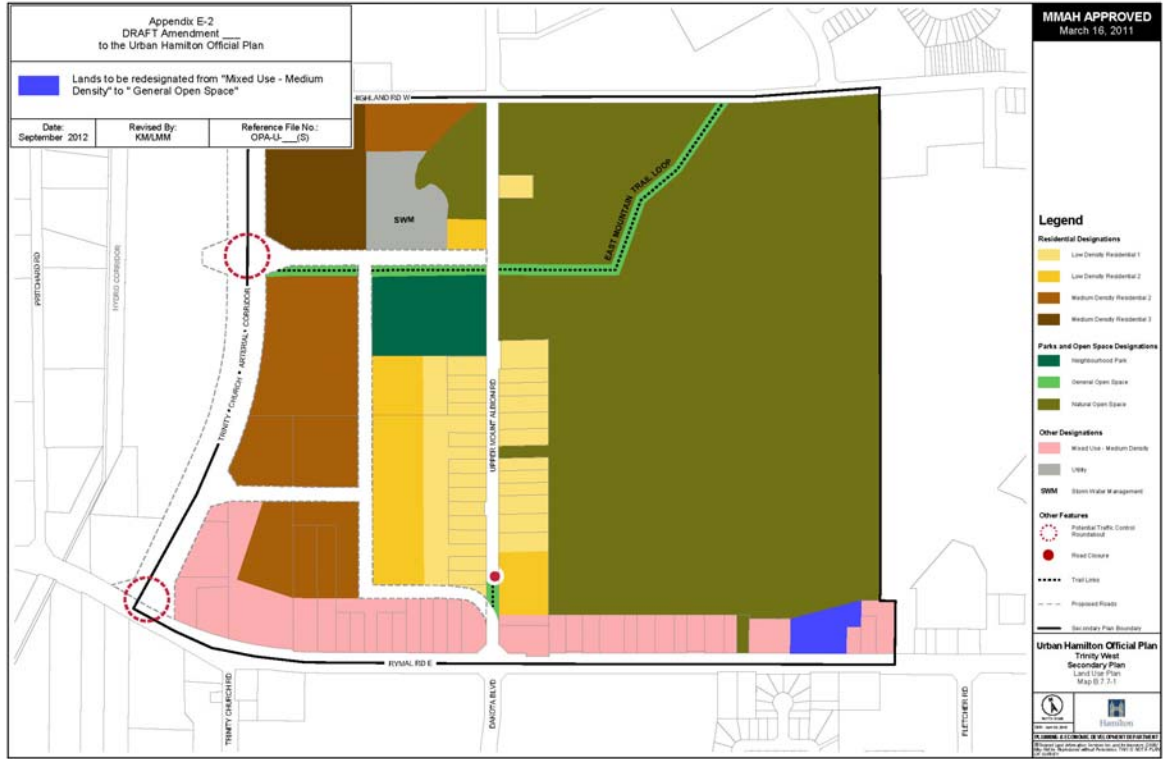 Appendix E-2
DRAFT Amendment ___
to the Urban Hamilton Official Plan
Lands to be redesignated from "Mixed Use - Medium
Density" to " General Open Space"
Date:
September 2012
Revised By:
KM/LMM
Reference File No.:
OPA-U-___(S)
HIGHLAND RD W
EAST MOUNTAIN TRAIL LOOP
SWM
PRITCHARD RD
HYDRO CORRIDOR
TRINITY • CHURCH • ARTERIAL • CORRIDOR
UPPER MOUNT ALBION RD
RYMAL RD E
TRINITY CHURCH RD
DAKOTA BLVD
FLETCHER RD
MMAH APPROVED
March 16, 2011
Legend
Residential Designations
Low Density Residential 1
Low Density Residential 2
Medium Density Residential 2
Medium Density Residential 3
Parks and Open Space Designations
Neighbourhood Park
General Open Space
Natural Open Space
Other Designations
Mixed Use - Medium Density
Utility
SWM Storm Water Management
Other Features
Potential Traffic Control
Roundabout
Road Closure
Trail Links
Proposed Roads
Secondary Plan Boundary
Urban Hamilton Official Plan
Trinity West
Secondary Plan
Land Use Plan
Map B.7.7-1
Hamilton
PLANNING & ECONOMIC DEVELOPMENT DEPARTMENT